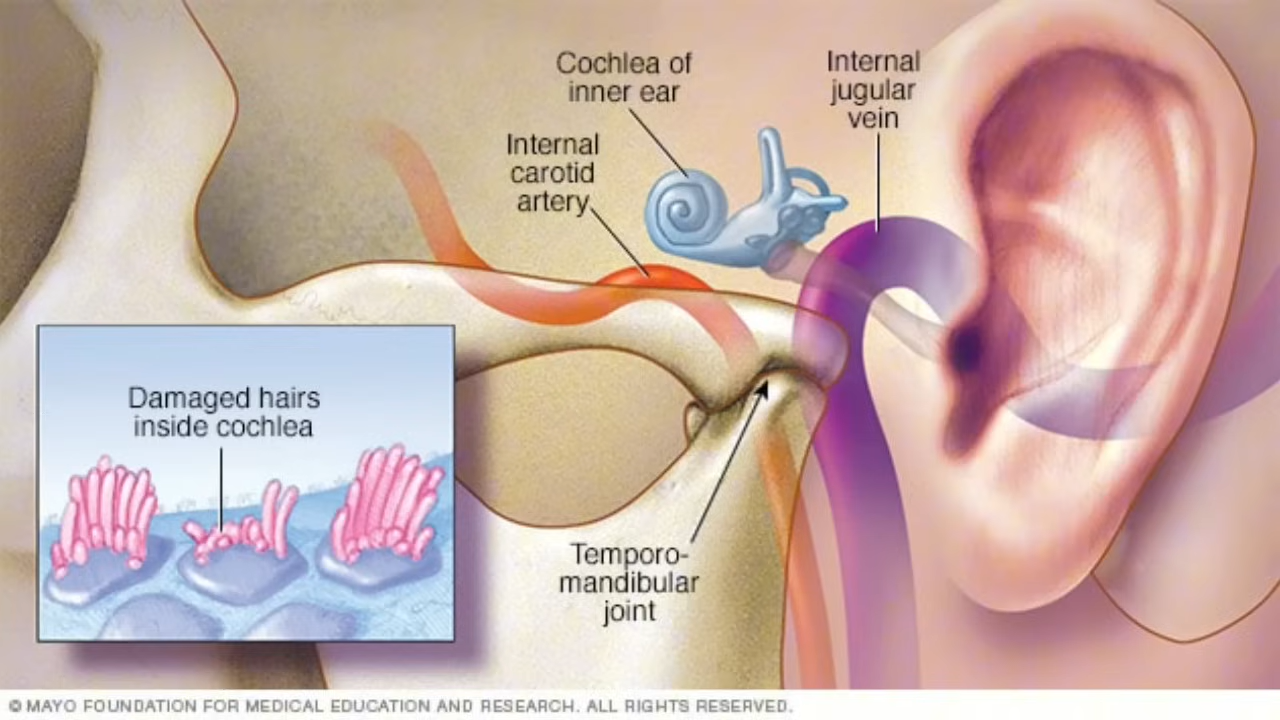 Cochlea of
inner ear
Internal
jugular
vein
Internal
carotid
artery
Damaged hairs
inside cochlea
Temporo-
mandibular
joint
© MAYO FOUNDATION FOR MEDICAL EDUCATION AND RESEARCH. ALL RIGHTS RESERVED.